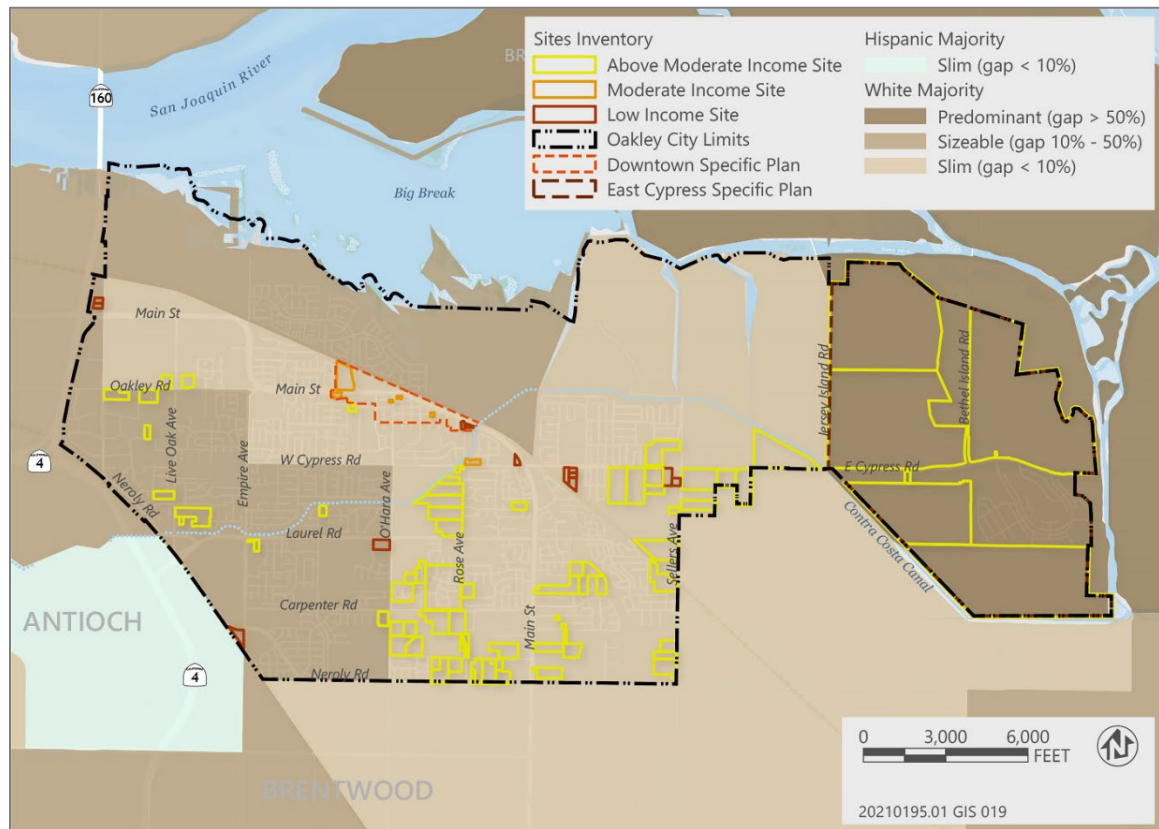 Sites Inventory
Above Moderate Income Site
Moderate Income Site
Low Income Site
Oakley City Limits
Downtown Specific Plan
East Cypress Specific Plan
Hispanic Majority
Slim (gap < 10%)
White Majority
Predominant (gap > 50%)
Sizeable (gap 10% - 50%)
Slim (gap < 10%)
BR
San Joaquin River
160
Big Break
Main St
Jersey Island Rd
Bethel Island Rd
Oakley Rd
Main St
Live Oak Ave
W Cypress Rd
E Cypress Rd
4
Neroly Rd
Empire Ave
O'Hara Ave
Laurel Rd
Rose Ave
Sellers Ave
Contra Costa Canal
Carpenter Rd
ANTIOCH
Main St
4
Neroly Rd
BRENTWOOD
0 3,000 6,000
FEET
N
20210195.01 GIS 019